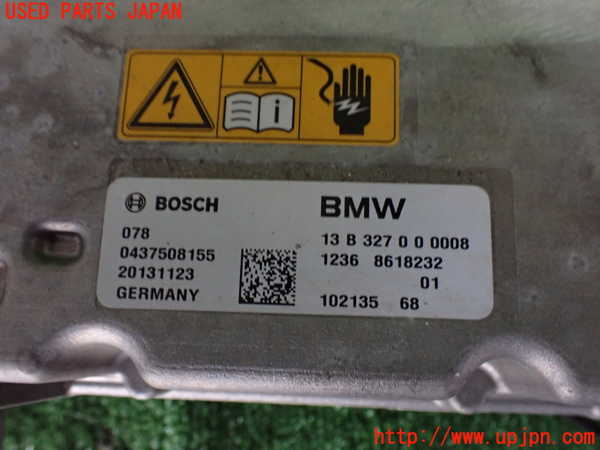 USED PARTS JAPAN
i
BOSCH
BMW
078
13 B 327 0 0 0008
0437508155
1236 8618232
20131123
01
GERMANY
102135 68
http://www.upjpn.com/